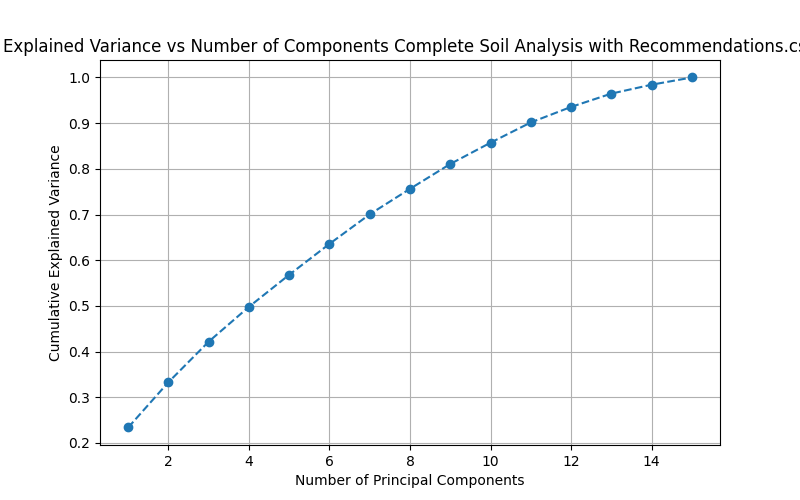 Explained Variance vs Number of Components Complete Soil Analysis with Recommendations.cs
1.0
0.9
0.8
0.7
0.6
0.5
0.4
0.3
0.2
Cumulative Explained Variance
2 4 6 8 10 12 14
Number of Principal Components